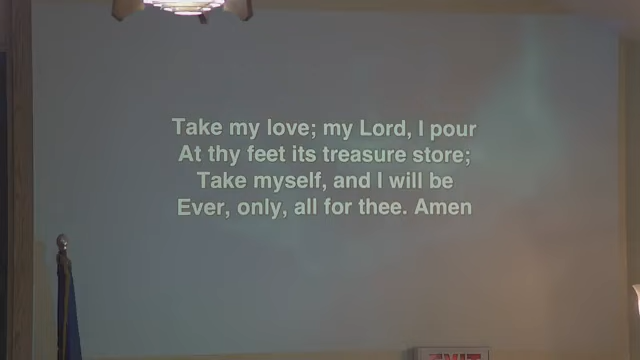 Take my love; my Lord, I pour
At thy feet its treasure store;
Take myself, and I will be
Ever, only, all for thee. Amen
EXIT